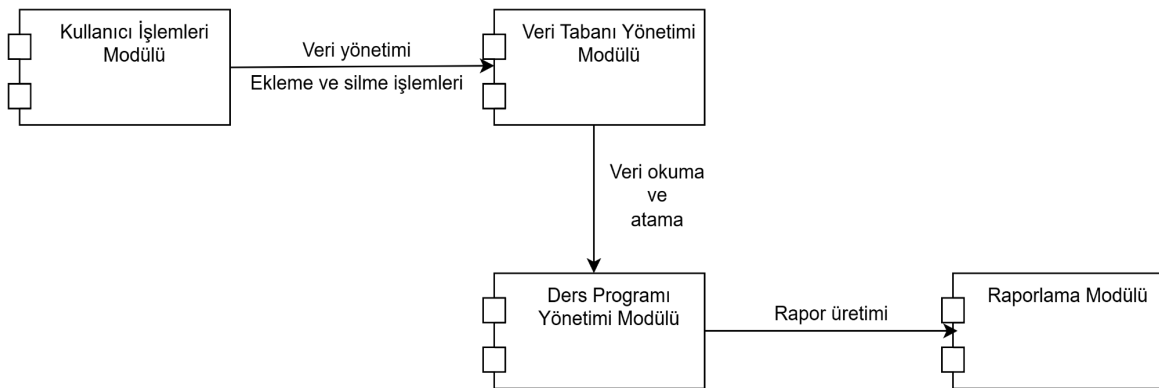 Kullanıcı İşlemleri
Modülü
Veri yönetimi
Ekleme ve silme işlemleri
Veri Tabanı Yönetimi
Modülü
Veri okuma
ve
atama
Ders Programı
Yönetimi Modülü
Rapor üretimi
Raporlama Modülü